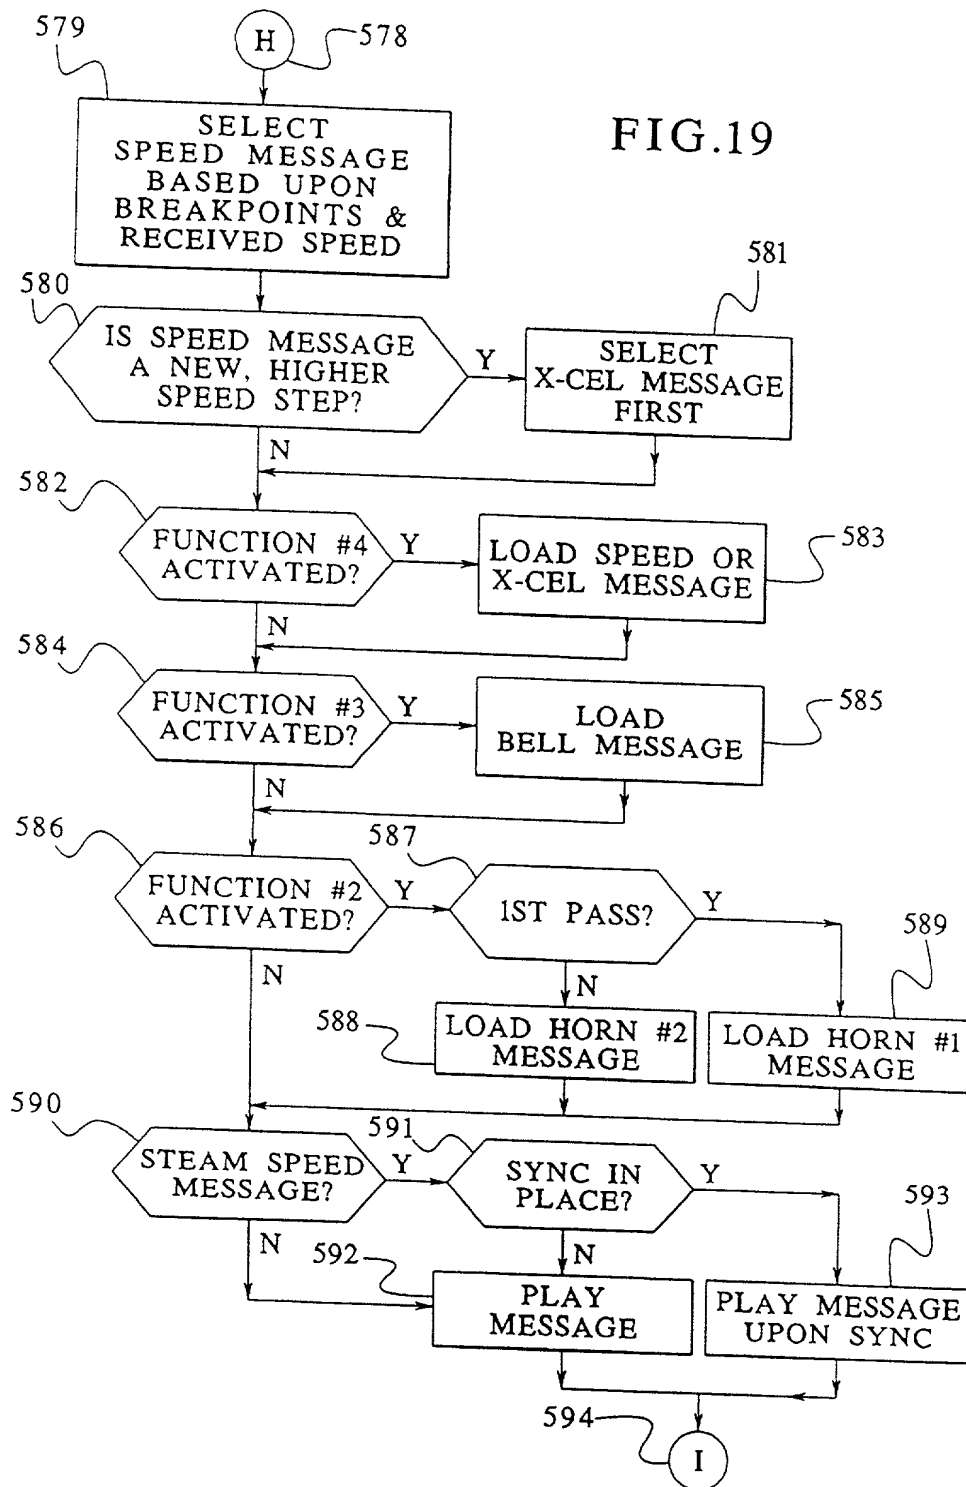 579
H
578
FIG.19
SELECT
SPEED MESSAGE
BASED UPON
BREAKPOINTS &
RECEIVED SPEED
580
IS SPEED MESSAGE
A NEW, HIGHER
SPEED STEP?
Y
581
SELECT
X-CEL MESSAGE
FIRST
N
582
FUNCTION #4
ACTIVATED?
Y
LOAD SPEED OR
X-CEL MESSAGE
583
N
584
FUNCTION #3
ACTIVATED?
Y
LOAD
BELL MESSAGE
585
N
586
FUNCTION #2
ACTIVATED?
Y
587
1ST PASS?
Y
589
N
N
588
LOAD HORN #2
MESSAGE
LOAD HORN #1
MESSAGE
590
STEAM SPEED
MESSAGE?
Y
591
SYNC IN
PLACE?
Y
593
N
592
N
PLAY
MESSAGE
PLAY MESSAGE
UPON SYNC
594
I